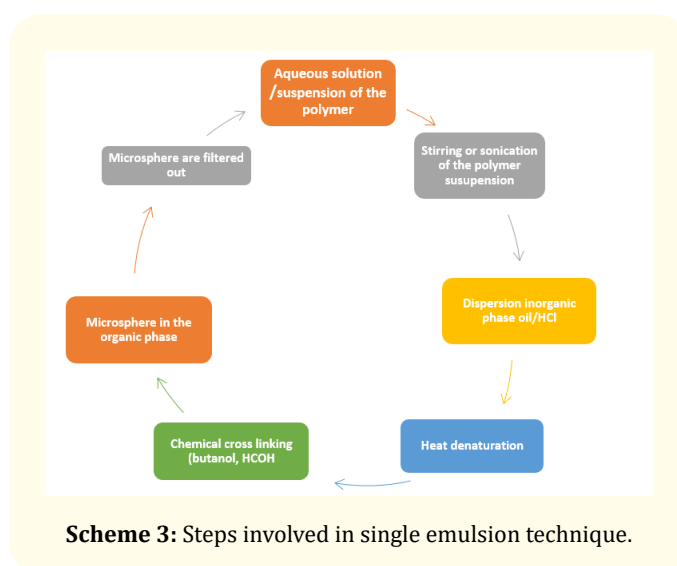 Aqueous solution
/suspension of the
polymer
Stirring or sonication
of the polymer
susupension
Dispersion inorganic
phase oil/HCl
Heat denaturation
Chemical cross linking
(butanol, HCOH
Microsphere in the
organic phase
Microsphere are filtered
out
Scheme 3: Steps involved in single emulsion technique.